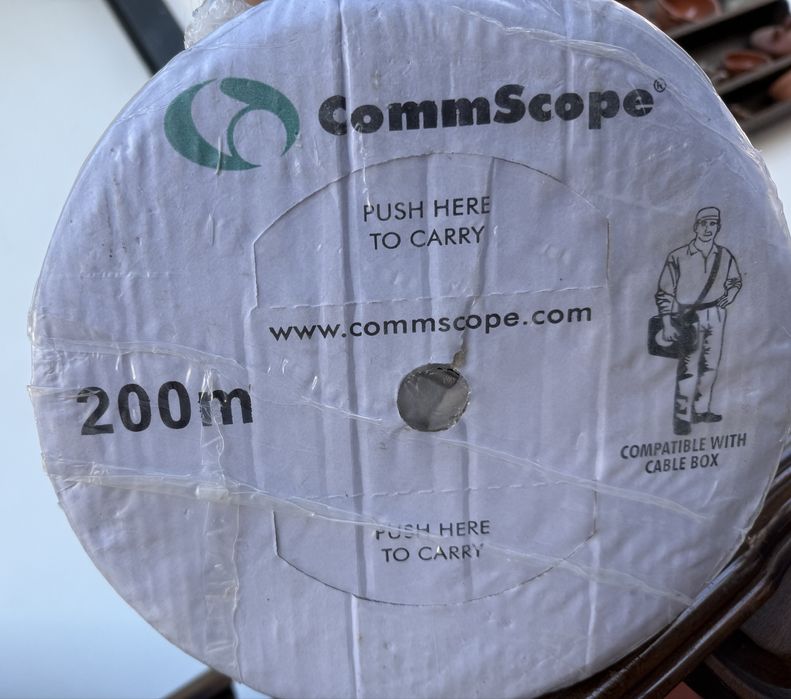 CommScope®
PUSH HERE
TO CARRY
www.commscope.com
200m
COMPATIBLE WITH
CABLE BOX
PUSH HERE
TO CARRY